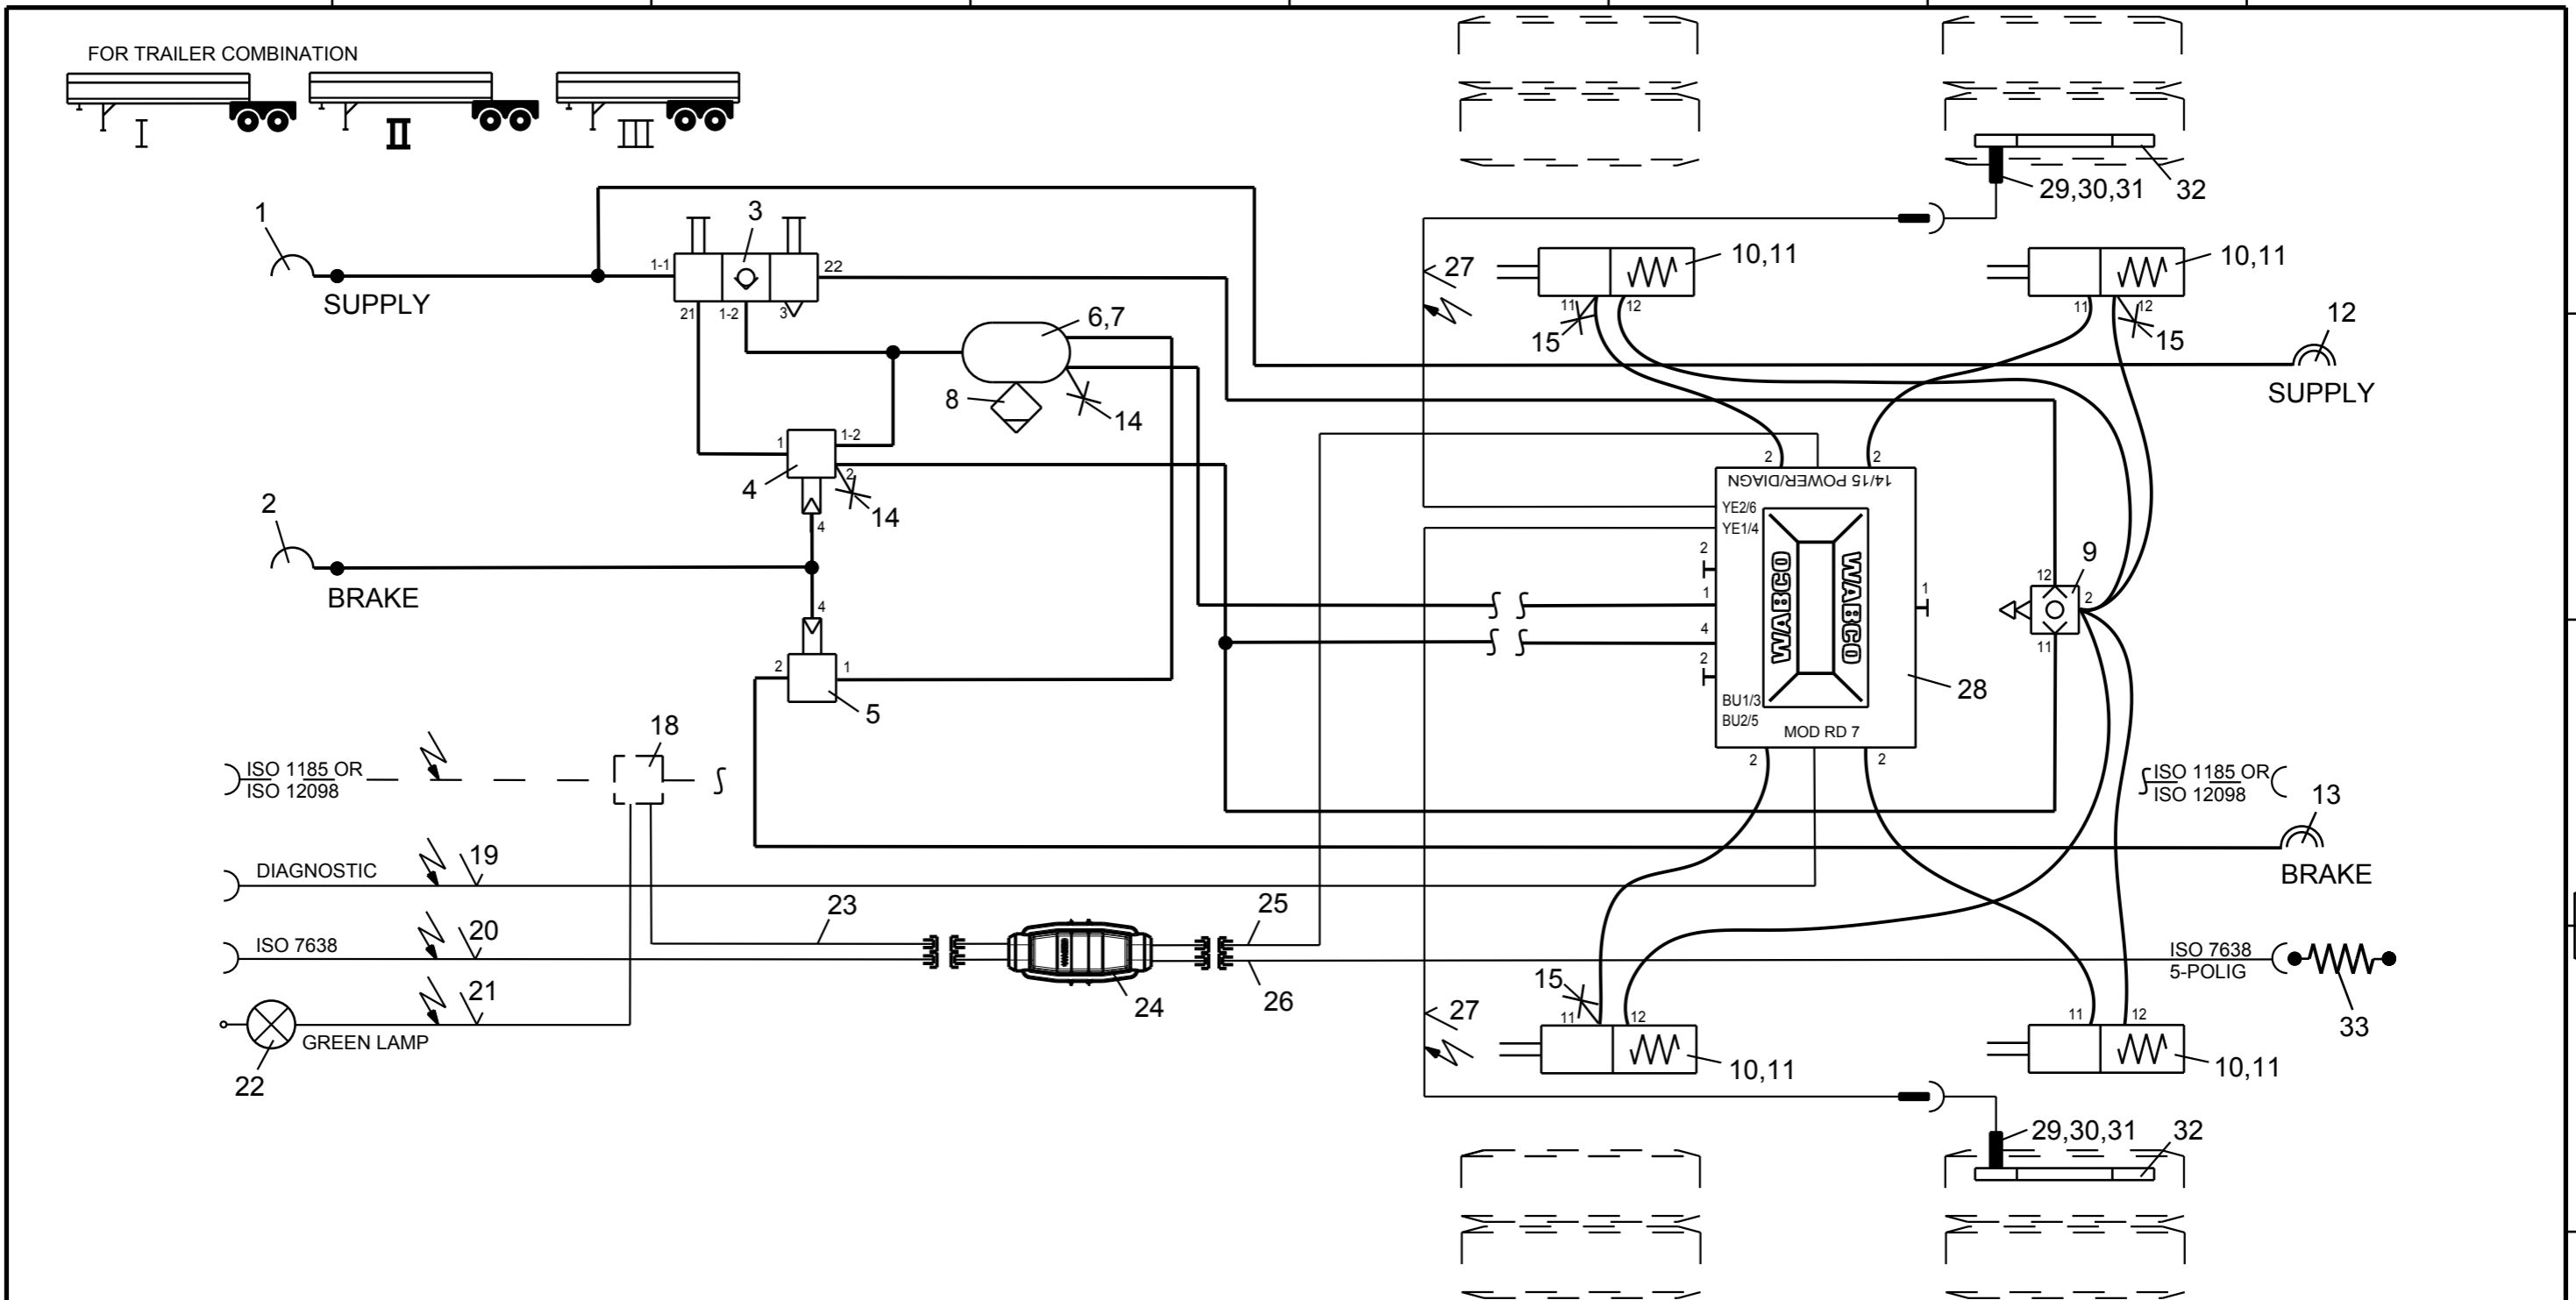 FOR TRAILER COMBINATION
I
II
III
29,30,31
32
1
3
1-1
22
27
10,11
10,11
SUPPLY
21
1-2
3
6,7
11
12
15
11
12
15
12
8
14
SUPPLY
1
1-2
2
4
14
4
2
2
2
14/15 POWER/DIAGN
YE2/6
YE1/4
2
1
4
2
WABCO
WABCO
1
BU1/3
BU2/5
MOD RD 7
2
2
28
9
12
2
11
BRAKE
4
2
1
5
18
ISO 1185 OR
ISO 12098
ISO 1185 OR
ISO 12098
13
BRAKE
DIAGNOSTIC
19
23
25
ISO 7638
20
24
26
ISO 7638
5-POLIG
33
21
GREEN LAMP
22
15
11
12
27
10,11
11
12
10,11
29,30,31
32